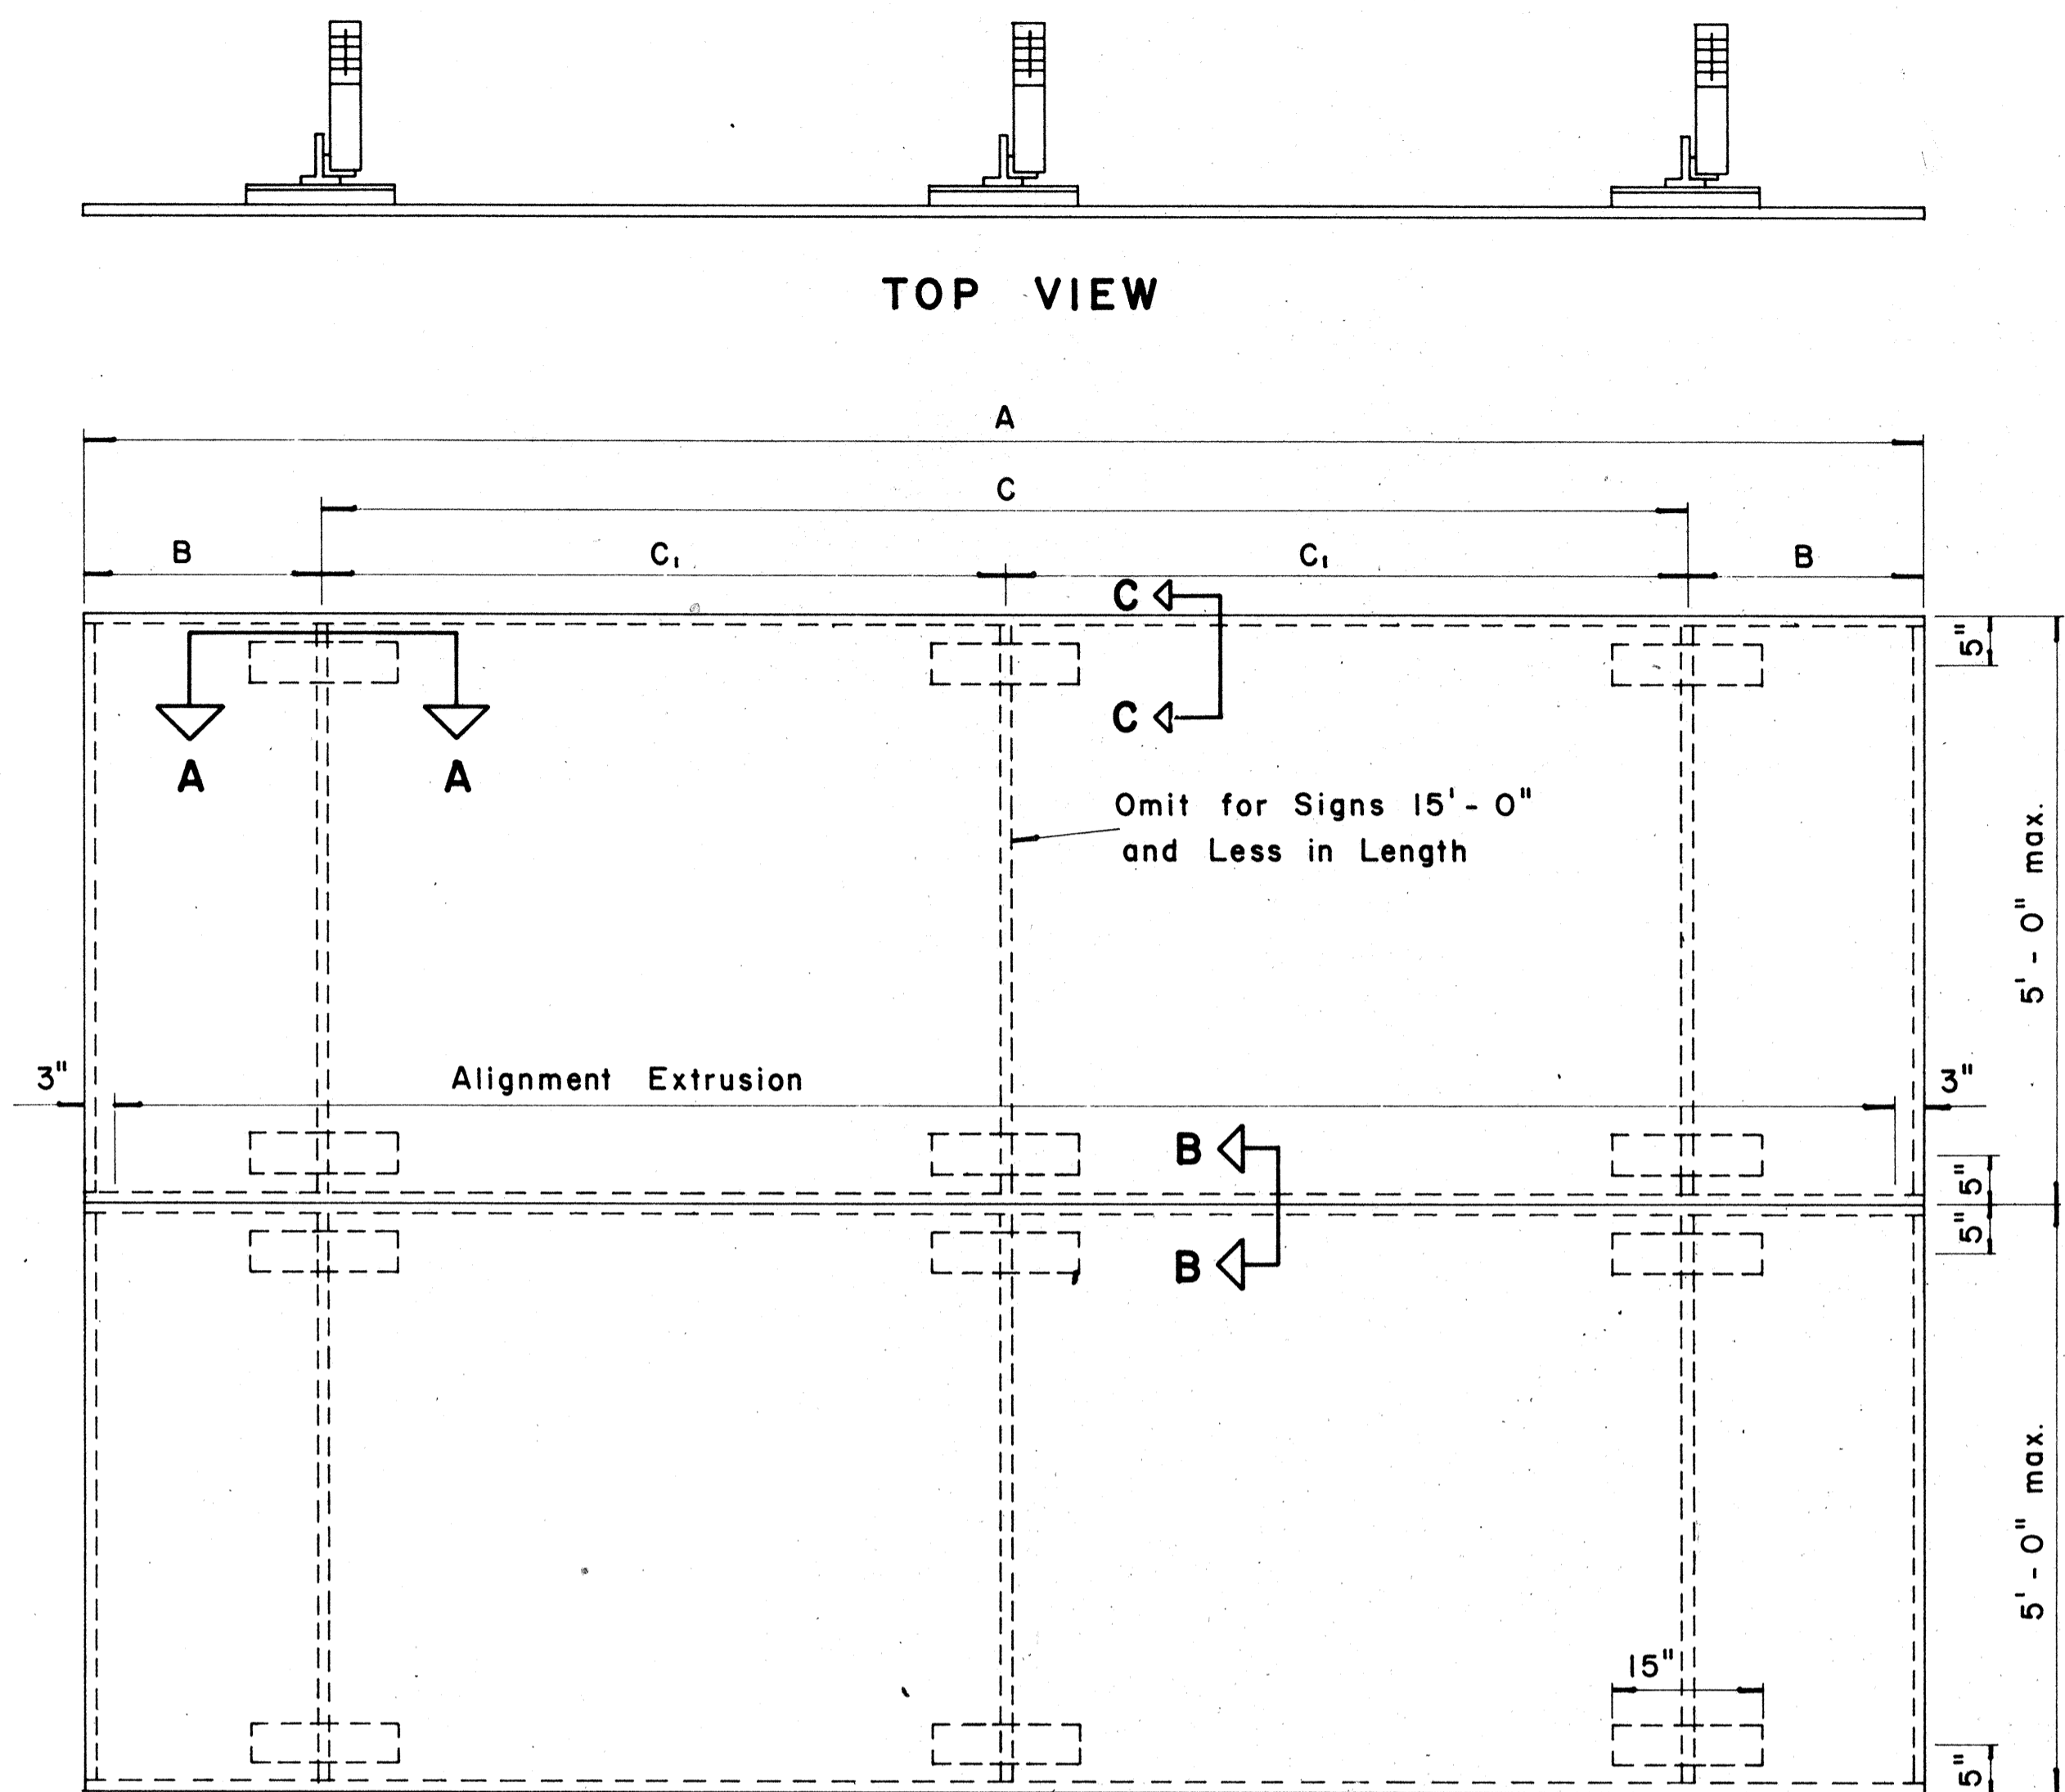 TOP VIEW
A
C
B C₁ C₁ B
C
5"
C
A A
Omit for Signs 15'-0"
and Less in Length
5'-0" max.
3" Alignment Extrusion 3"
B
5"
5"
B
5'-0" max.
15"
5"